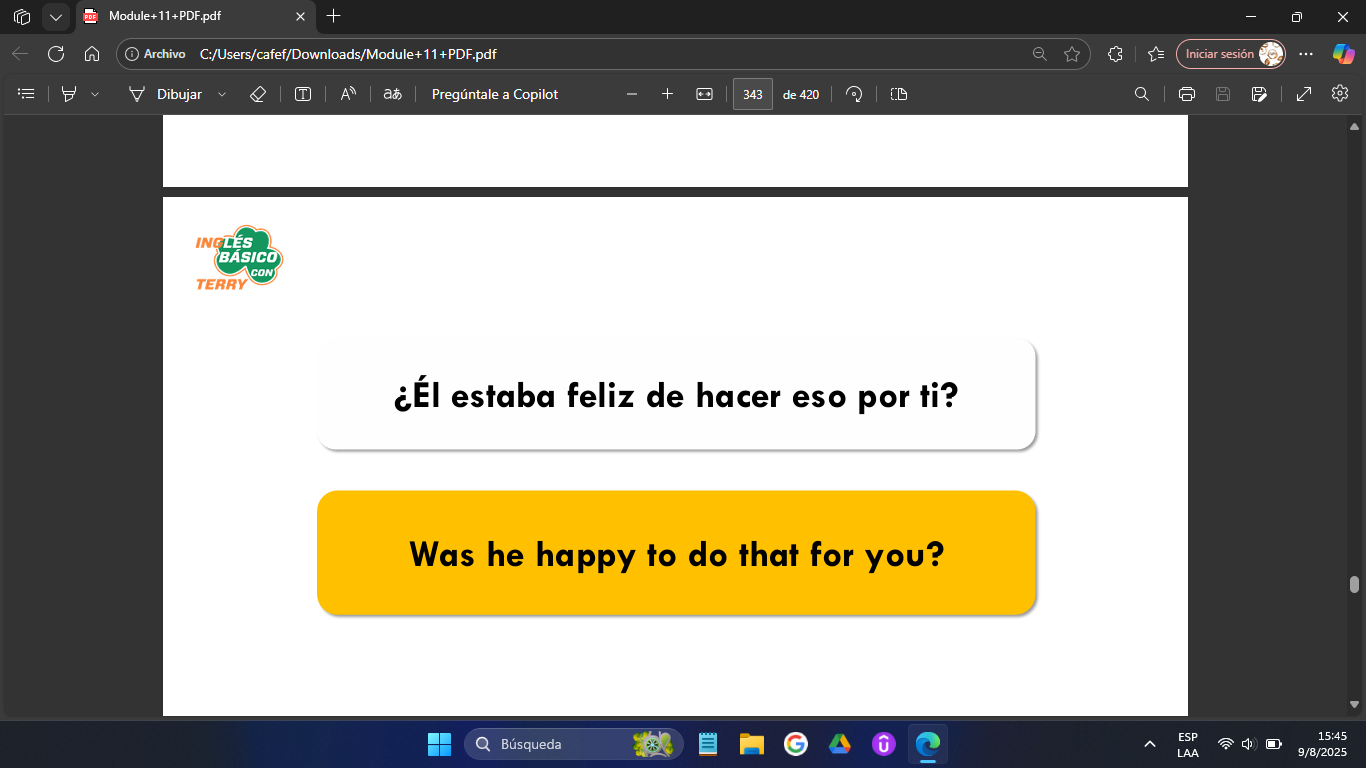 Module+11+PDF.pdf
Archivo C:/Users/cafef/Downloads/Module+11+PDF.pdf Iniciar sesión
Dibujar Pregúntale a Copilot 343 de 420
INGLÉS
BÁSICO
CON
TERRY
¿Él estaba feliz de hacer eso por ti?
Was he happy to do that for you?
Búsqueda
ESP
LAA
15:45
9/8/2025